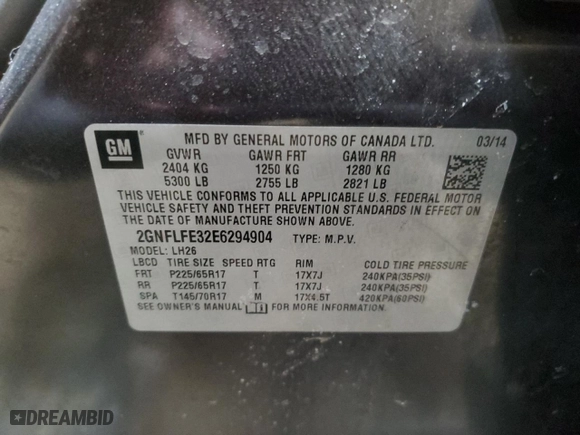 GM
MFD BY GENERAL MOTORS OF CANADA LTD. 03/14
GVWR GAWR FRT GAWR RR
2404 KG 1250 KG 1280 KG
5300 LB 2755 LB 2821 LB
THIS VEHICLE CONFORMS TO ALL APPLICABLE U.S. FEDERAL MOTOR
VEHICLE SAFETY AND THEFT PREVENTION STANDARDS IN EFFECT ON
THE DATE OF MANUFACTURE SHOWN ABOVE.
2GNFLFE32E6294904 TYPE: M.P.V.
MODEL: LH26
LBCD TIRE SIZE SPEED RTG RIM COLD TIRE PRESSURE
FRT P225/65R17 T 17X7J 240KPA(35PSI)
RR P225/65R17 T 17X7J 240KPA(35PSI)
SPA T145/70R17 M 17X4.5T 420KPA(60PSI)
SEE OWNER'S MANUAL FOR MORE INFORMATION
DREAMBID